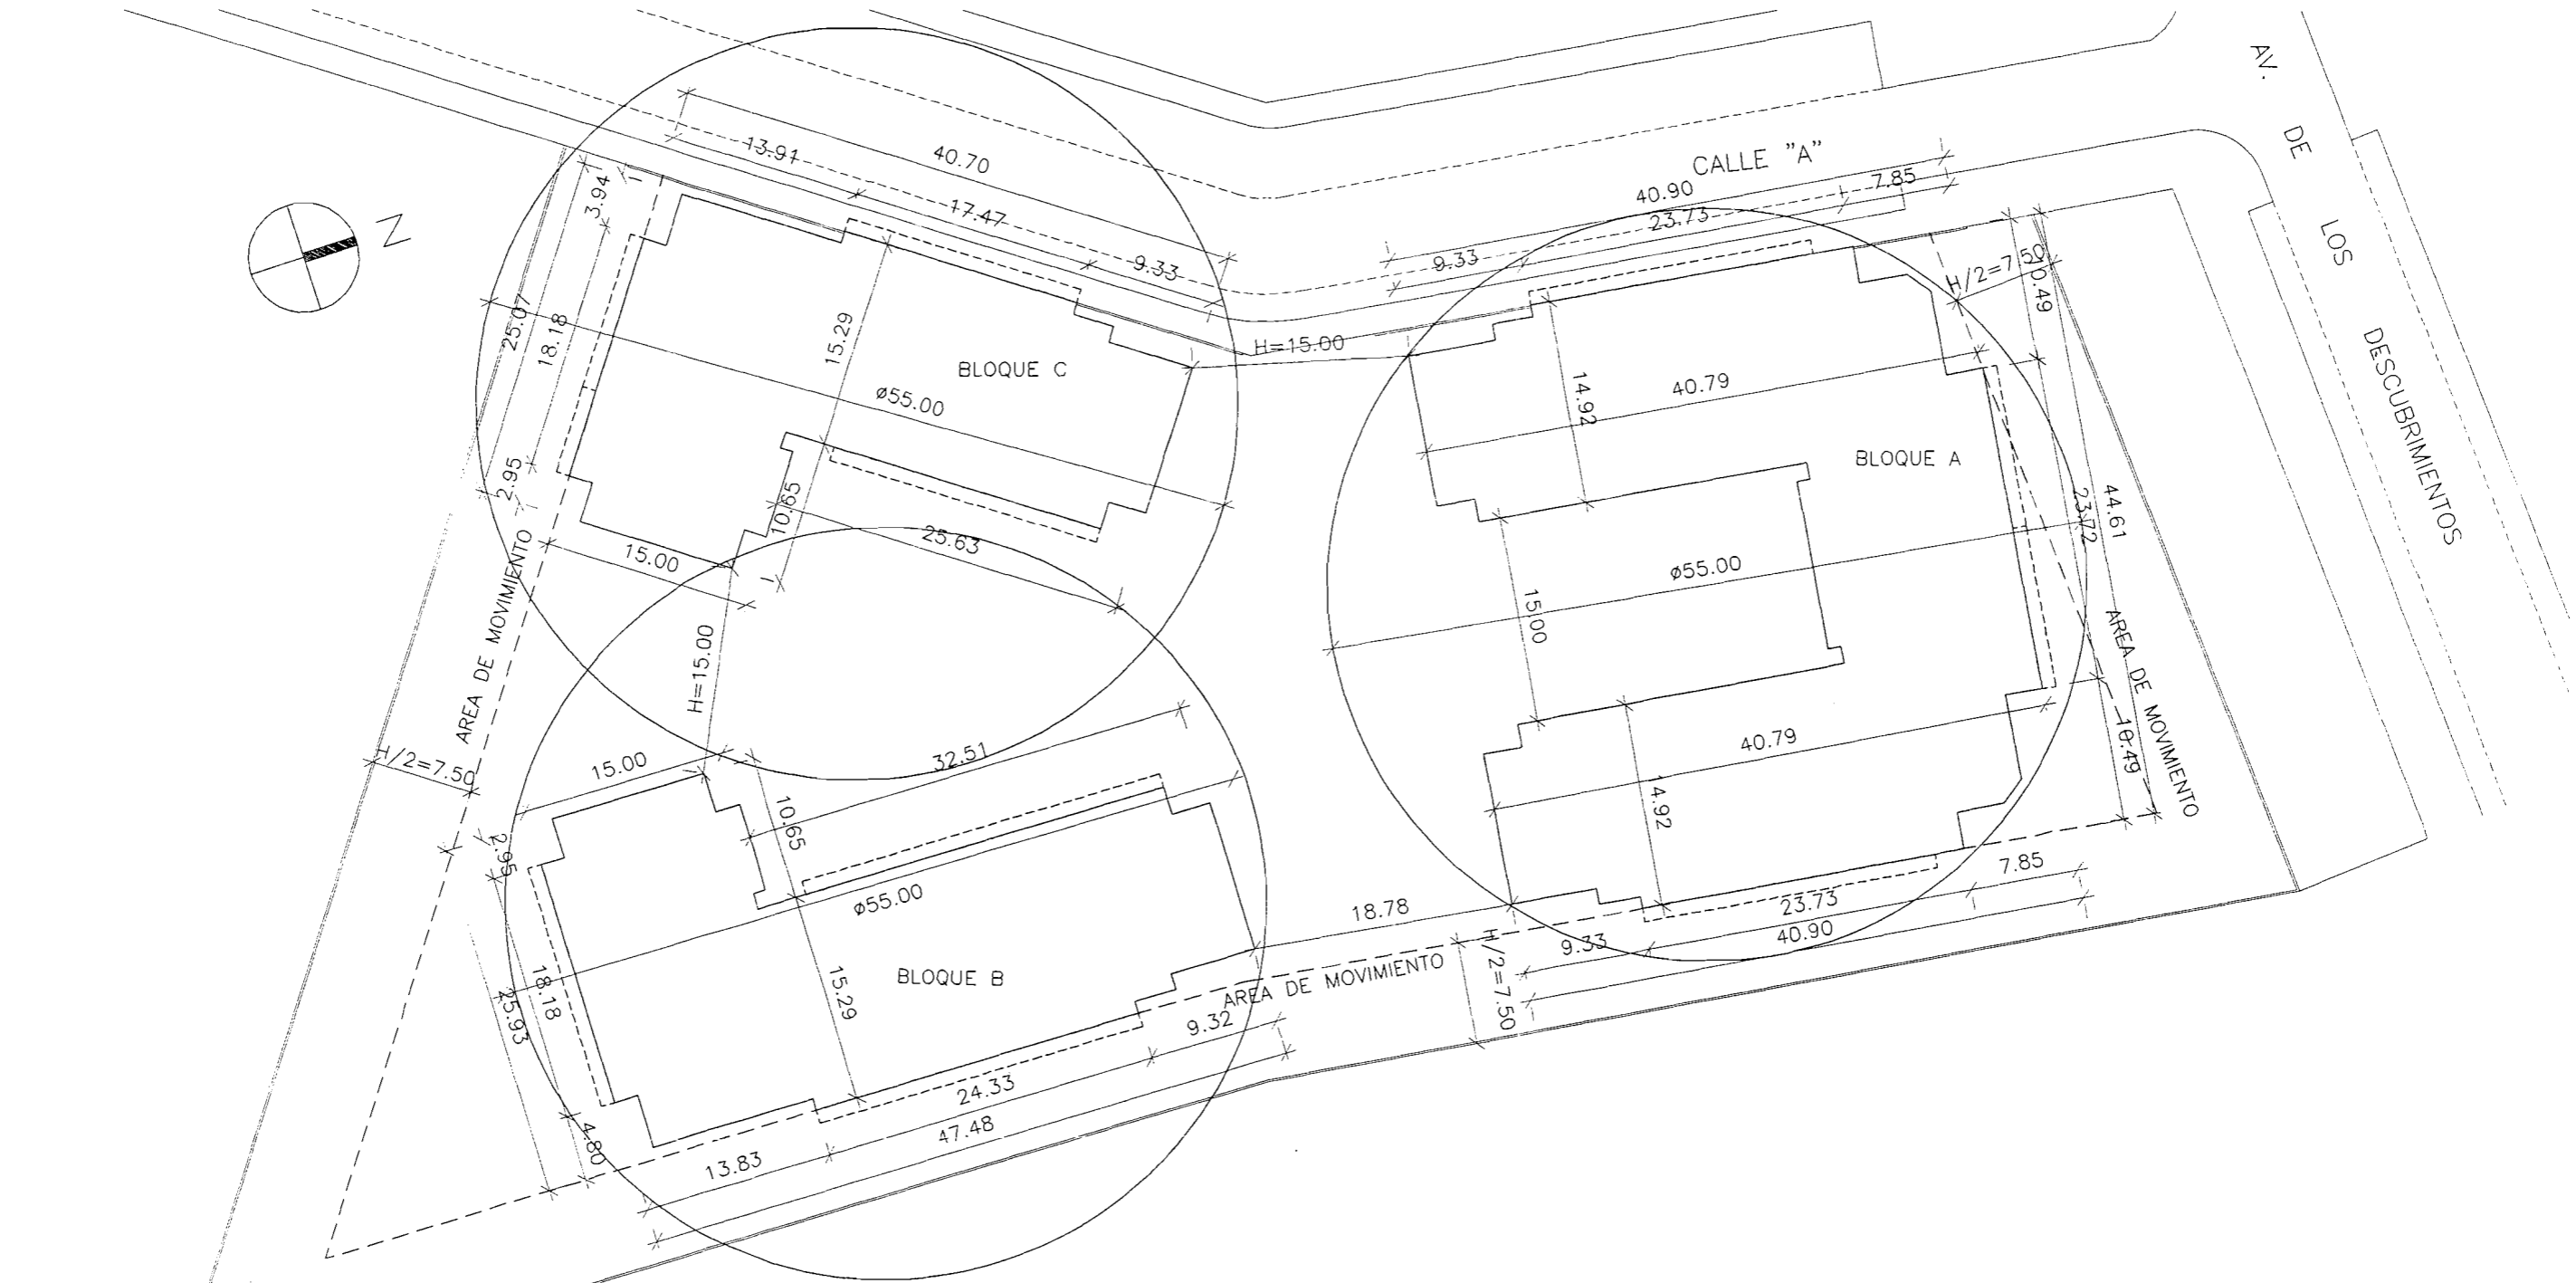 N
AV. DE LOS DESCUBRIMIENTOS
CALLE "A"
13.91
40.70
17.47
9.33
3.94
25.07
18.18
2.95
15.29
BLOQUE C
ø55.00
10.65
25.63
15.00
H=15.00
H=15.00
40.90
7.85
23.73
9.33
H/2=7.50
10.49
14.92
40.79
BLOQUE A
23.72
44.61
ø55.00
15.00
AREA DE MOVIMIENTO
10.49
40.79
14.92
7.85
23.73
40.90
9.33
18.78
H/2=7.50
AREA DE MOVIMIENTO
AREA DE MOVIMIENTO
H/2=7.50
15.00
32.51
10.65
2.95
ø55.00
BLOQUE B
15.29
18.18
25.93
4.80
9.32
24.33
47.48
13.83